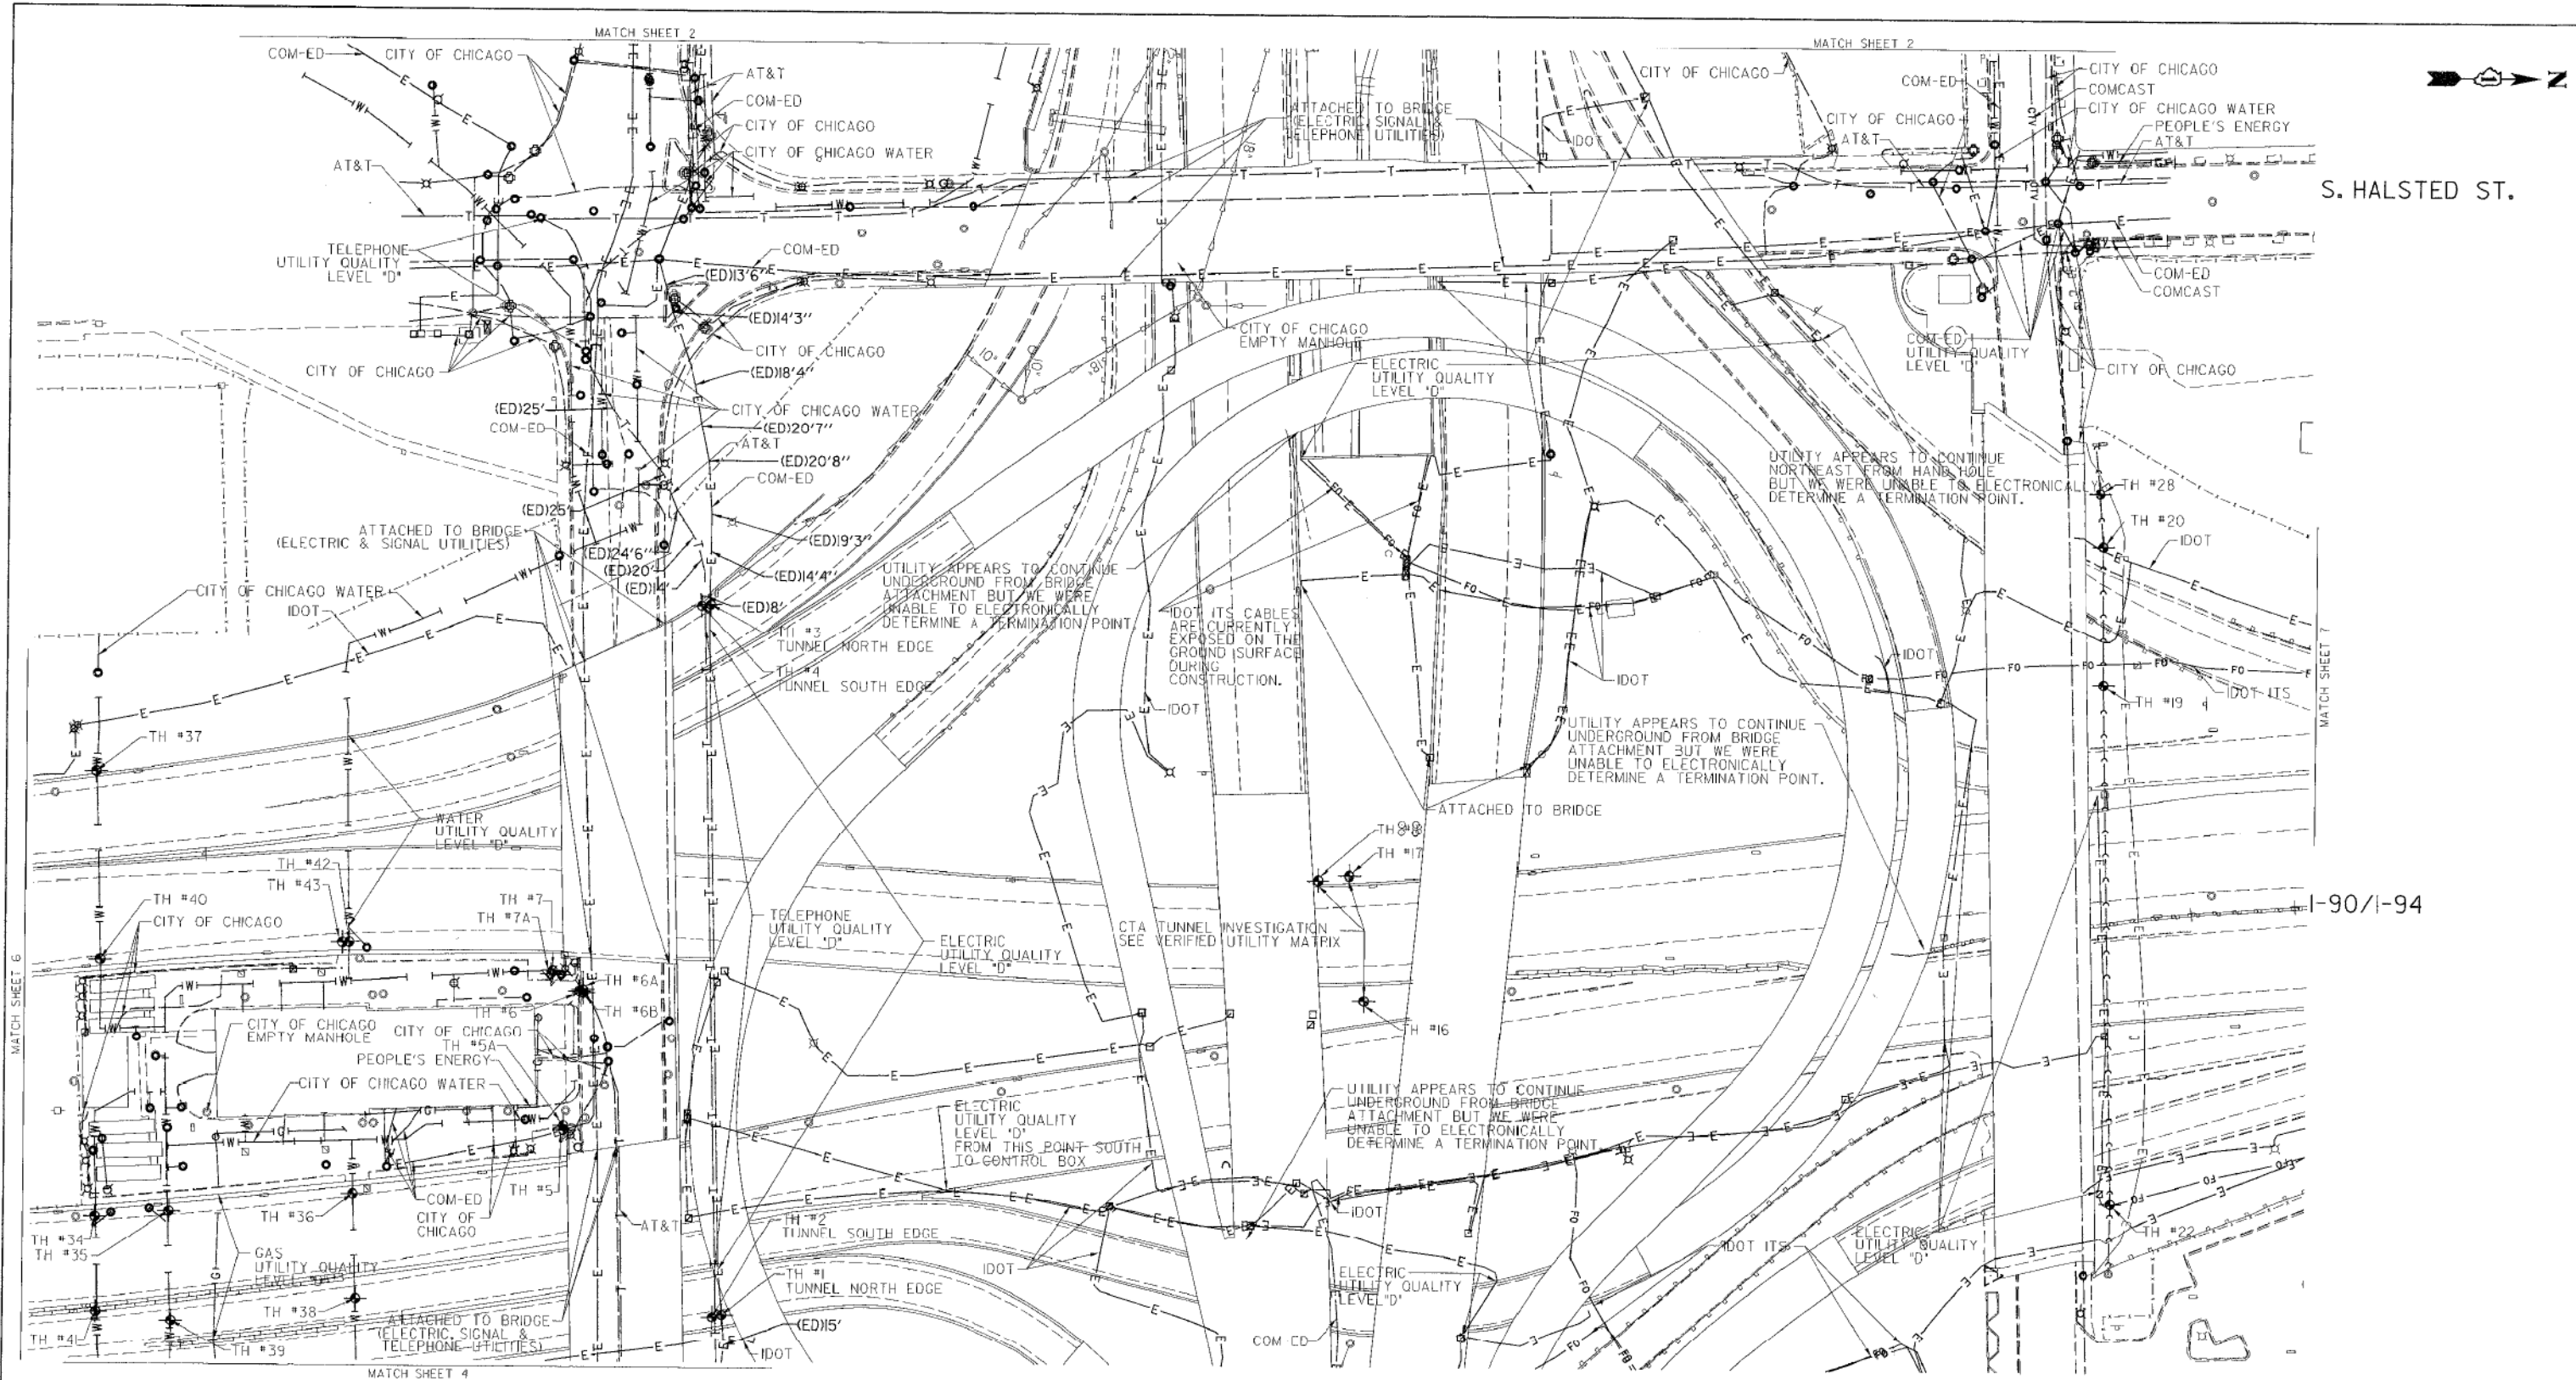 MATCH SHEET 2
MATCH SHEET 2
COM-ED
CITY OF CHICAGO
AT&T
COM-ED
CITY OF CHICAGO
CITY OF CHICAGO WATER
AT&T
ATTACHED TO BRIDGE
(ELECTRIC, SIGNAL &
TELEPHONE UTILITIES)
IDOT
CITY OF CHICAGO
COM-ED
CITY OF CHICAGO
AT&T
CITY OF CHICAGO
COMCAST
CITY OF CHICAGO WATER
PEOPLE'S ENERGY
AT&T
N
S. HALSTED ST.
TELEPHONE
UTILITY QUALITY
LEVEL "D"
COM-ED
(ED)13'6"
(ED)14'3"
CITY OF CHICAGO
CITY OF CHICAGO
(ED)18'4"
(ED)25'
COM-ED
CITY OF CHICAGO WATER
(ED)20'7"
AT&T
(ED)20'8"
COM-ED
(ED)25'
10"
18"
18"
CITY OF CHICAGO
EMPTY MANHOLE
ELECTRIC
UTILITY QUALITY
LEVEL "D"
COM-ED
COMCAST
COM-ED
UTILITY QUALITY
LEVEL "D"
CITY OF CHICAGO
UTILITY APPEARS TO CONTINUE
NORTHEAST FROM HAND HOLE
BUT WE WERE UNABLE TO ELECTRONICALLY
DETERMINE A TERMINATION POINT.
TH #28
TH #20
IDOT
ATTACHED TO BRIDGE
(ELECTRIC & SIGNAL UTILITIES)
(ED)19'3"
(ED)24'6"
(ED)20'
(ED)14'
(ED)14'4"
(ED)8'
CITY OF CHICAGO WATER
IDOT
TH #3
TUNNEL NORTH EDGE
TH #4
TUNNEL SOUTH EDGE
UTILITY APPEARS TO CONTINUE
UNDERGROUND FROM BRIDGE
ATTACHMENT BUT WE WERE
UNABLE TO ELECTRONICALLY
DETERMINE A TERMINATION POINT.
IDOT ITS CABLES
ARE CURRENTLY
EXPOSED ON THE
GROUND SURFACE
DURING
CONSTRUCTION.
IDOT
IDOT
IDOT
IDOT ITS
TH #19
MATCH SHEET 7
TH #37
UTILITY APPEARS TO CONTINUE
UNDERGROUND FROM BRIDGE
ATTACHMENT BUT WE WERE
UNABLE TO ELECTRONICALLY
DETERMINE A TERMINATION POINT.
ATTACHED TO BRIDGE
WATER
UTILITY QUALITY
LEVEL "D"
TH #42
TH #43
TH #17
TH #40
CITY OF CHICAGO
TH #7
TH #7A
TELEPHONE
UTILITY QUALITY
LEVEL "D"
ELECTRIC
UTILITY QUALITY
LEVEL "D"
CTA TUNNEL INVESTIGATION
SEE VERIFIED UTILITY MATRIX
I-90/I-94
MATCH SHEET 6
TH #6A
TH #6
TH #6B
TH #16
CITY OF CHICAGO
EMPTY MANHOLE
CITY OF CHICAGO
TH #5A
PEOPLE'S ENERGY
CITY OF CHICAGO WATER
ELECTRIC
UTILITY QUALITY
LEVEL "D"
FROM THIS POINT SOUTH
TO CONTROL BOX
UTILITY APPEARS TO CONTINUE
UNDERGROUND FROM BRIDGE
ATTACHMENT BUT WE WERE
UNABLE TO ELECTRONICALLY
DETERMINE A TERMINATION POINT.
COM-ED
CITY OF
CHICAGO
TH #5
TH #36
AT&T
TH #2
TUNNEL SOUTH EDGE
TH #34
TH #35
GAS
UTILITY QUALITY
LEVEL "D"
TH #1
TUNNEL NORTH EDGE
IDOT
IDOT
ELECTRIC
UTILITY QUALITY
LEVEL "D"
IDOT ITS
ELECTRIC
UTILITY QUALITY
LEVEL "D"
TH #22
TH #38
TH #41
TH #39
ATTACHED TO BRIDGE
(ELECTRIC, SIGNAL &
TELEPHONE UTILITIES)
(ED)15'
IDOT
COM-ED
MATCH SHEET 4